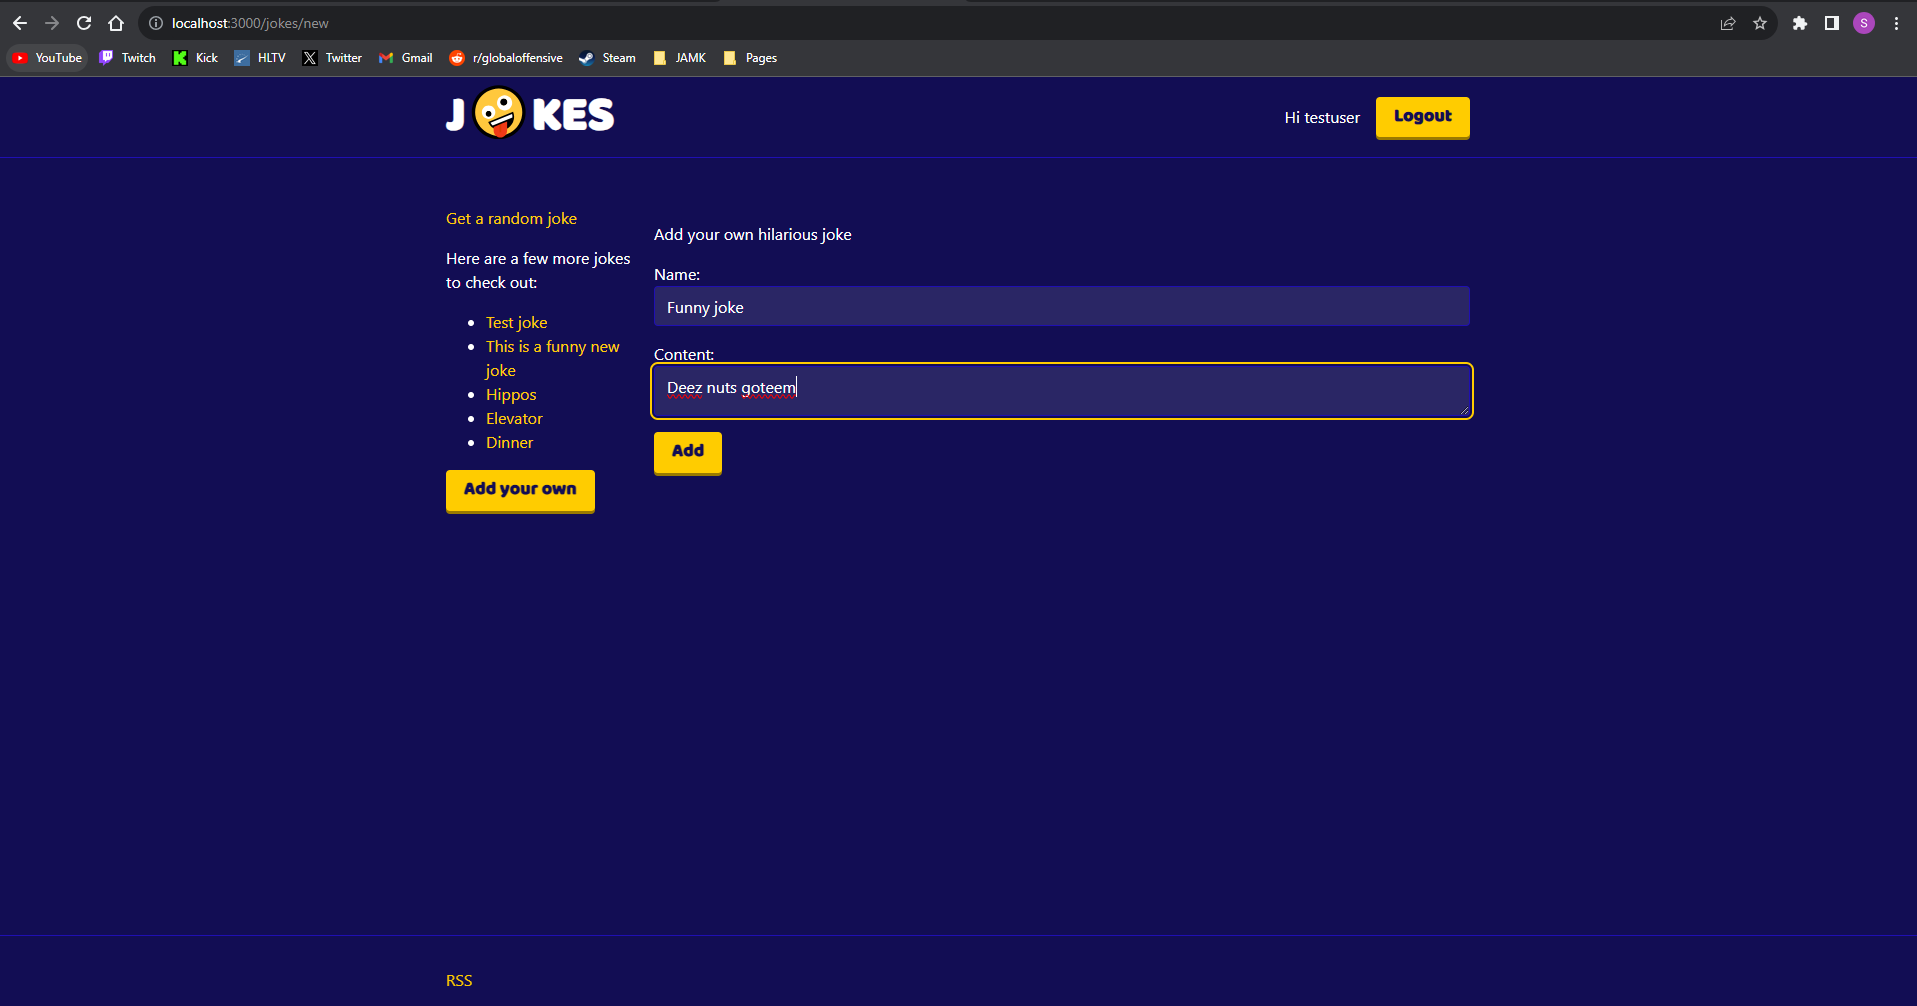 localhost:3000/jokes/new
S
YouTube Twitch Kick HLTV Twitter Gmail r/globaloffensive Steam JAMK Pages
J KES
Hi testuser
Logout
Get a random joke
Here are a few more jokes
to check out:
Test joke
This is a funny new
joke
Hippos
Elevator
Dinner
Add your own
Add your own hilarious joke
Name:
Funny joke
Content:
Deez nuts goteem
Add
RSS